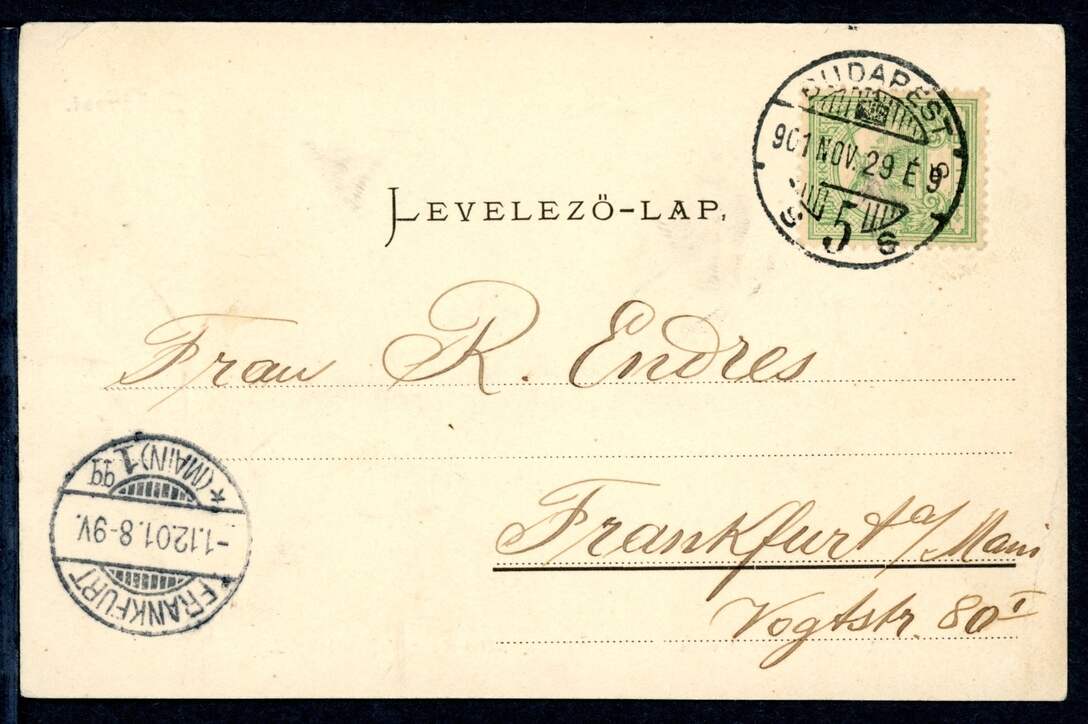 BUDAPEST
901 NOV. 29 É 9
S 5 S
LEVELEZŐ-LAP.
Frau R. Endres
Frankfurt a/Main
Vogtstr. 80 I
FRANKFURT
-1.12 01. 8-9V.
*(MAIN) 1